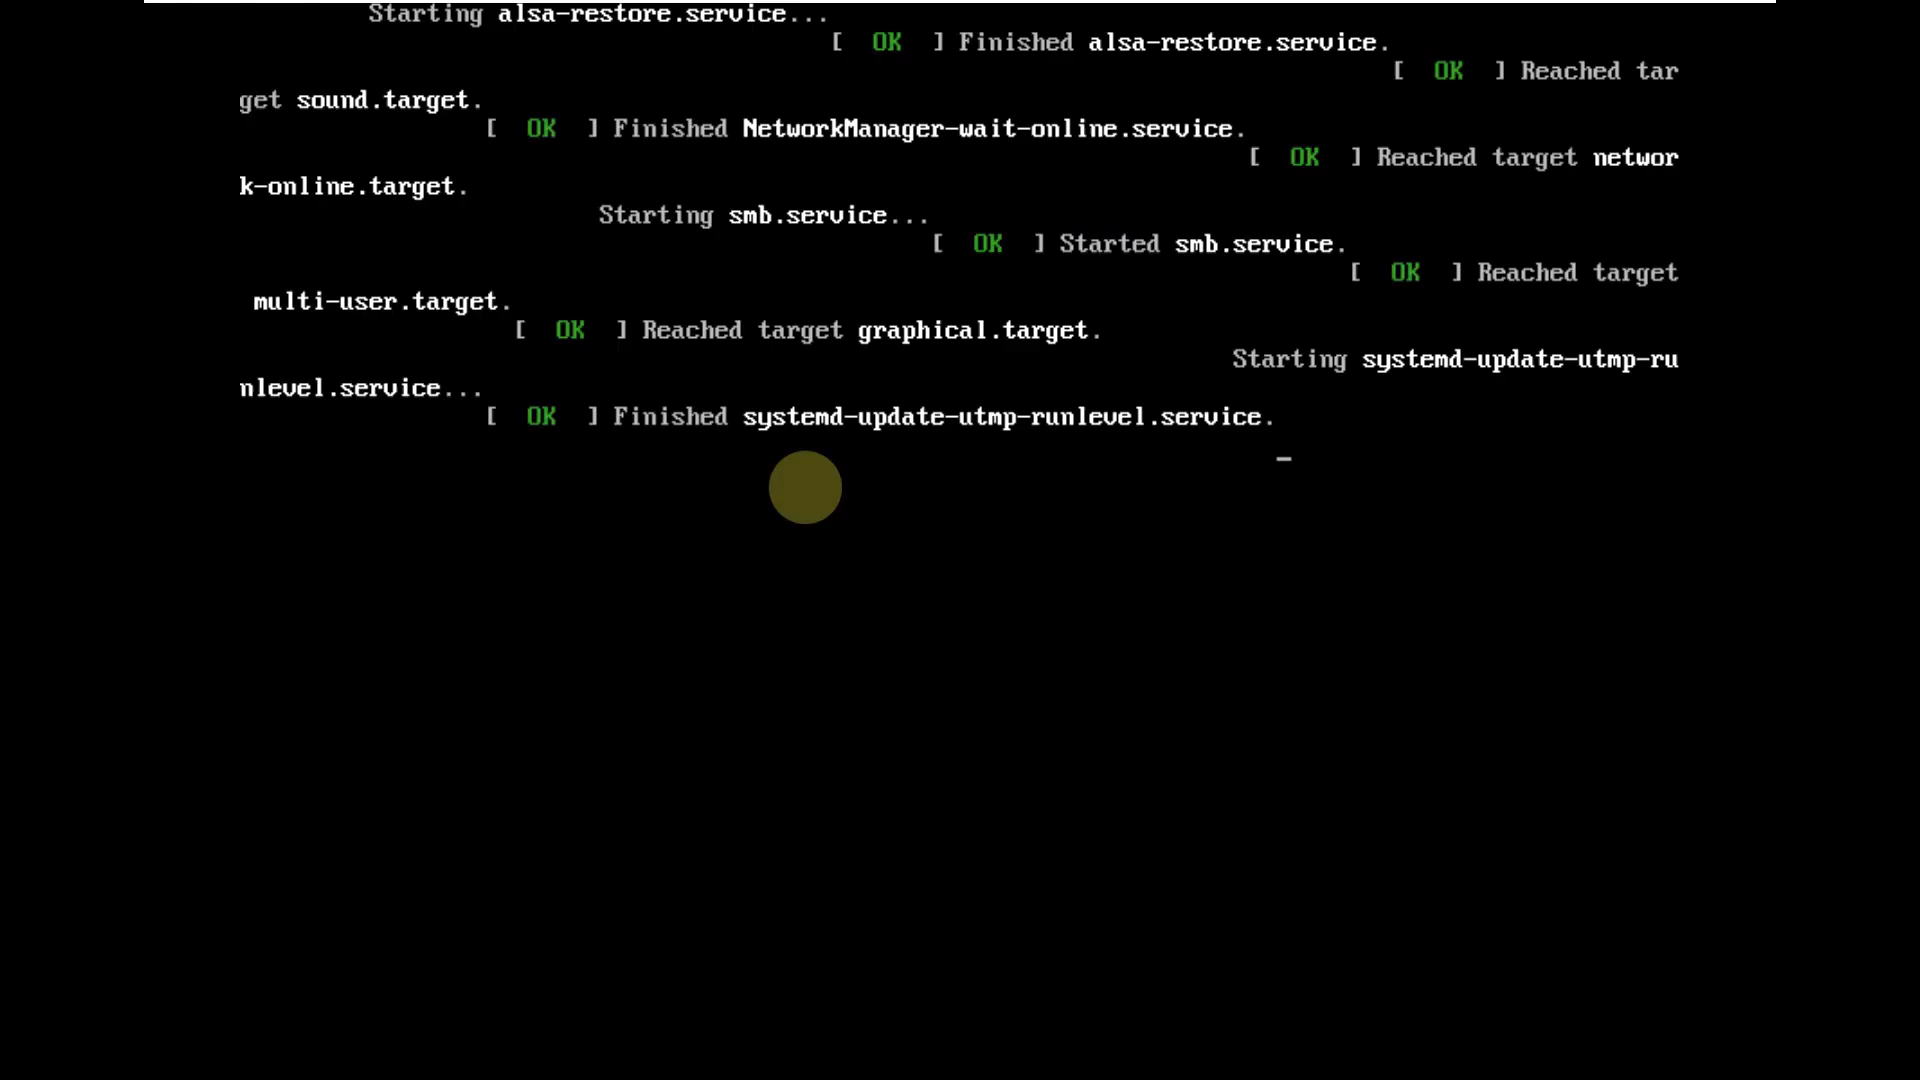 Starting alsa-restore.service...
[  OK  ] Finished alsa-restore.service.
[  OK  ] Reached tar
get sound.target.
[  OK  ] Finished NetworkManager-wait-online.service.
[  OK  ] Reached target networ
k-online.target.
Starting smb.service...
[  OK  ] Started smb.service.
[  OK  ] Reached target
multi-user.target.
[  OK  ] Reached target graphical.target.
Starting systemd-update-utmp-ru
nlevel.service...
[  OK  ] Finished systemd-update-utmp-runlevel.service.
_